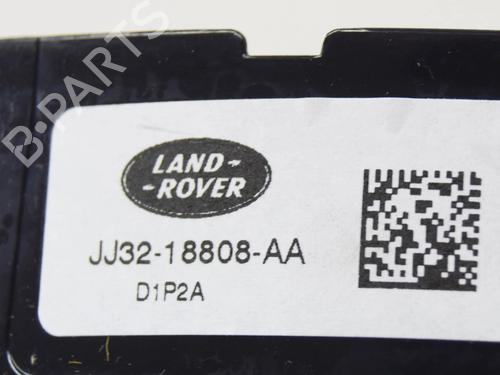 B-PARTS
LAND-
-ROVER
JJ32-18808-AA
D1P2A